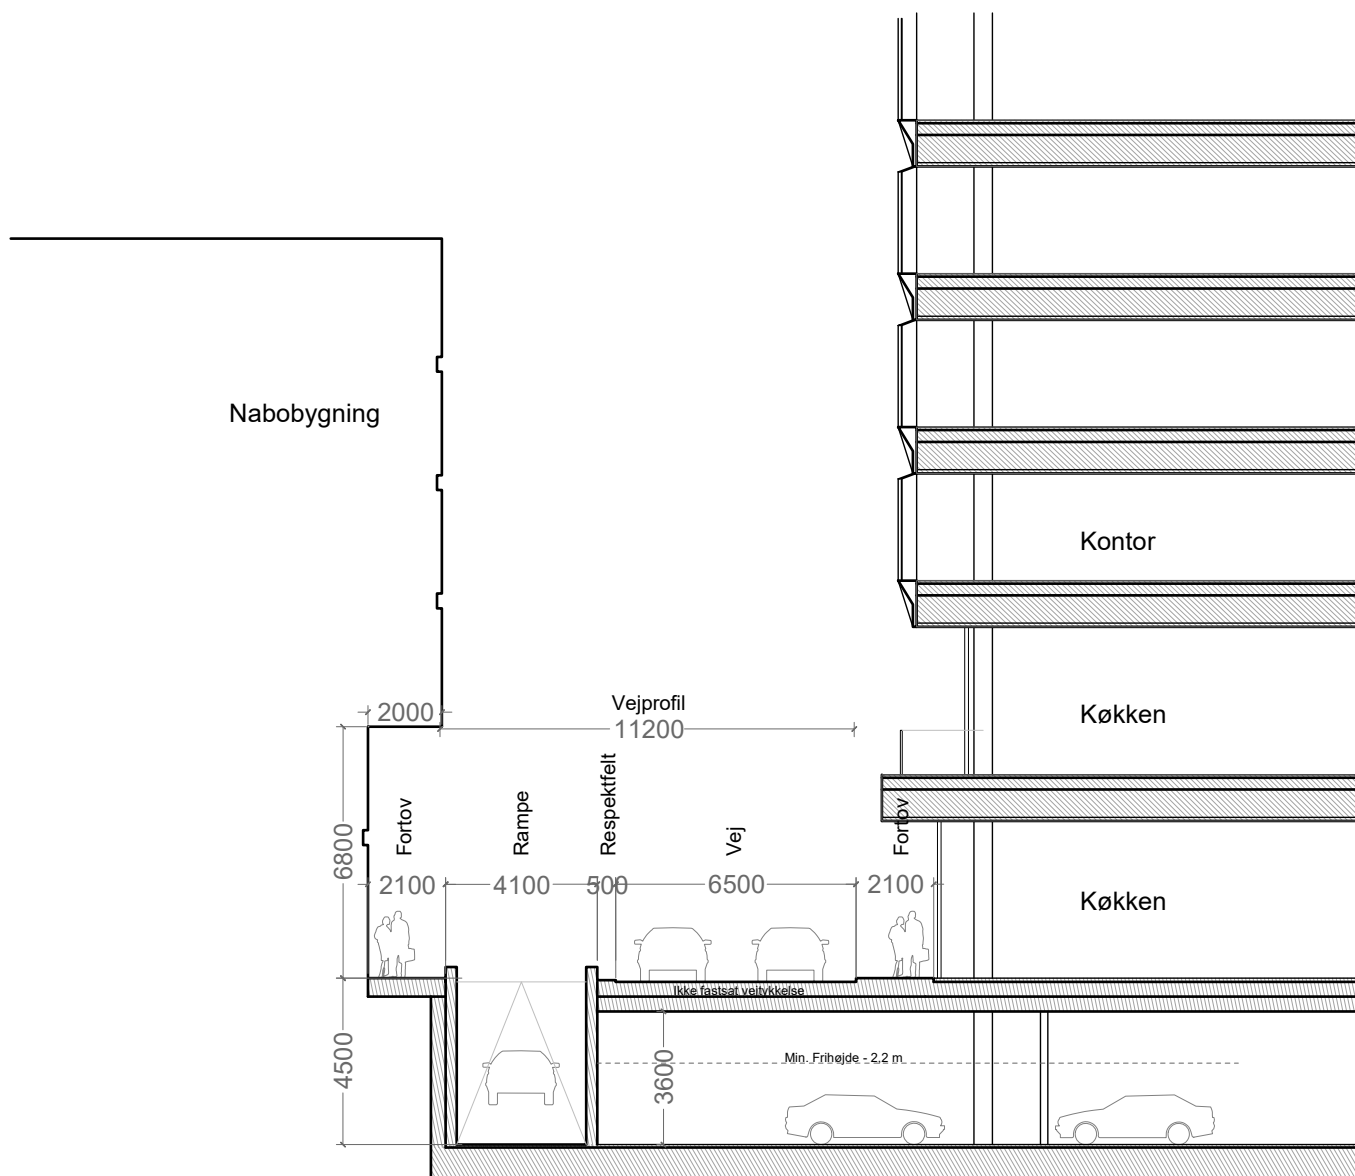 Nabobygning
Kontor
Vejprofil
2000
11200
Køkken
6800
Fortov
Rampe
Respektfelt
Vej
Fortov
2100
4100
500
6500
2100
Køkken
Ikke fastsat vejtykkelse
4500
3600
Min. Frihøjde - 2,2 m